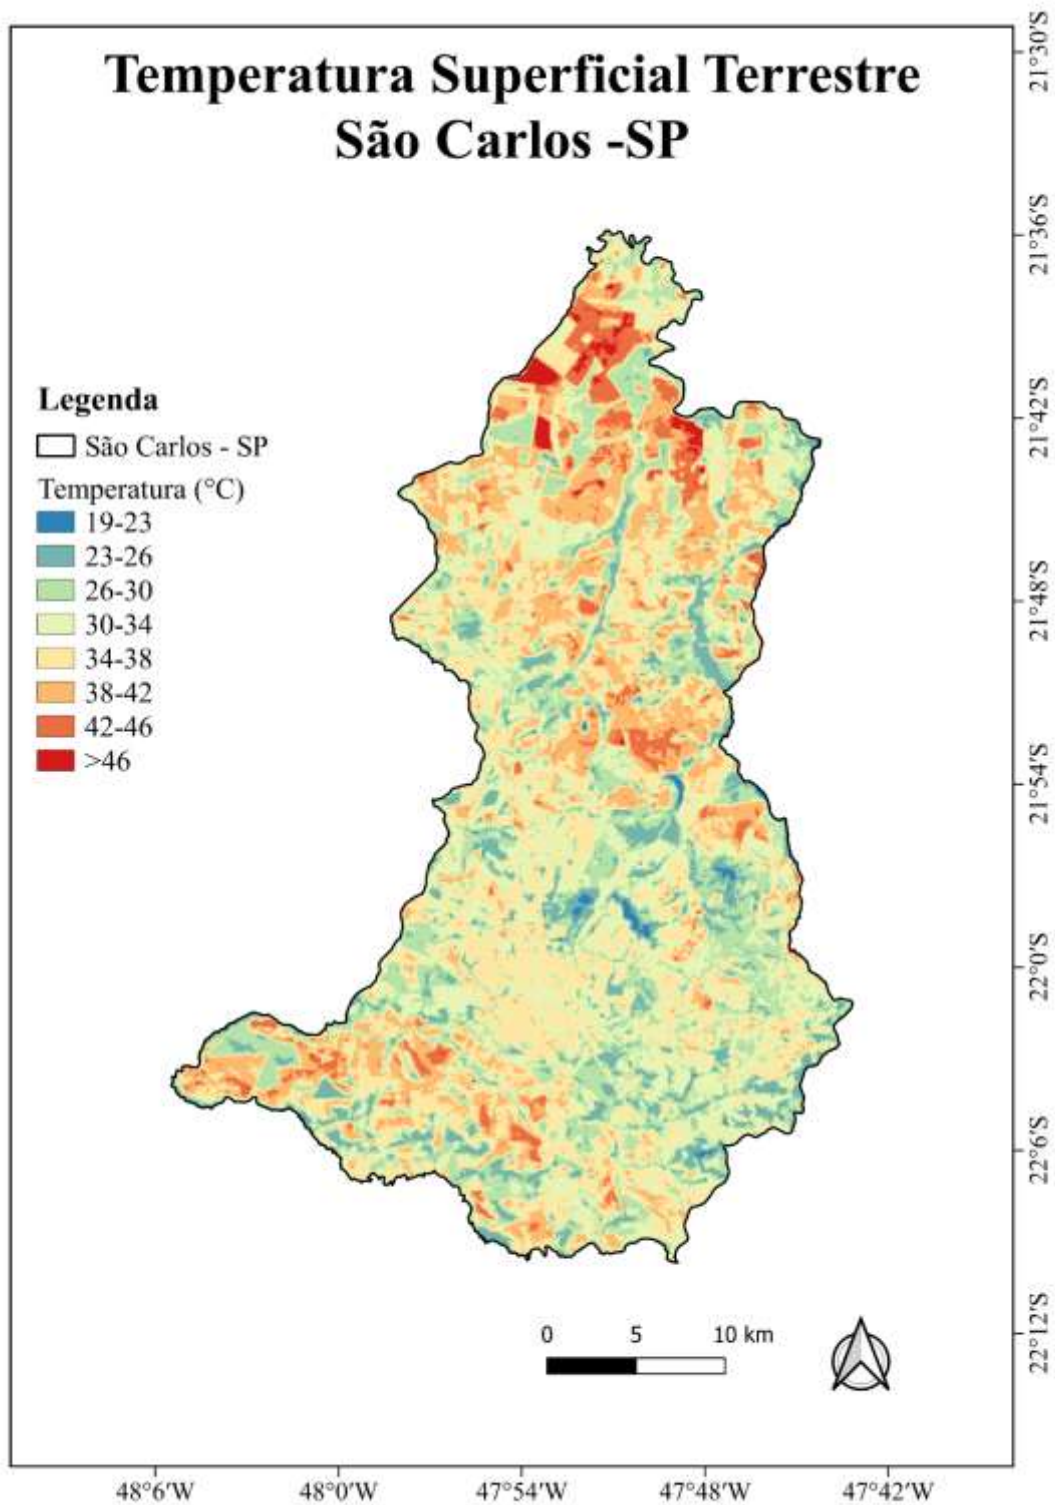 Temperatura Superficial Terrestre
São Carlos -SP
Legenda
São Carlos - SP
Temperatura (°C)
19-23
23-26
26-30
30-34
34-38
38-42
42-46
>46
21°30'S
21°36'S
21°42'S
21°48'S
21°54'S
22°0'S
22°6'S
22°12'S
0 5 10 km
48°6'W 48°0'W 47°54'W 47°48'W 47°42'W